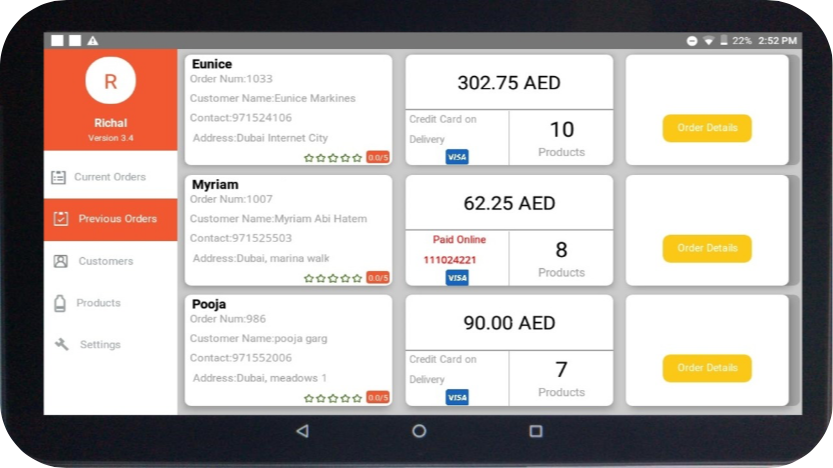 22% 2:52 PM
R
Richal
Version 3.4
Current Orders
Previous Orders
Customers
Products
Settings
Eunice
Order Num:1033
Customer Name:Eunice Markines
Contact:971524106
Address:Dubai Internet City
0.0/5
302.75 AED
Credit Card on
Delivery
VISA
10
Products
Order Details
Myriam
Order Num:1007
Customer Name:Myriam Abi Hatem
Contact:971525503
Address:Dubai, marina walk
0.0/5
62.25 AED
Paid Online
111024221
VISA
8
Products
Order Details
Pooja
Order Num:986
Customer Name:pooja garg
Contact:971552006
Address:Dubai, meadows 1
0.0/5
90.00 AED
Credit Card on
Delivery
VISA
7
Products
Order Details